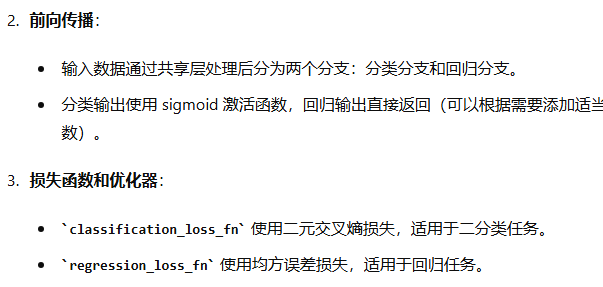 2. 前向传播：
• 输入数据通过共享层处理后分为两个分支：分类分支和回归分支。
• 分类输出使用 sigmoid 激活函数，回归输出直接返回（可以根据需要添加适当
数）。
3. 损失函数和优化器：
• `classification_loss_fn` 使用二元交叉熵损失，适用于二分类任务。
• `regression_loss_fn` 使用均方误差损失，适用于回归任务。